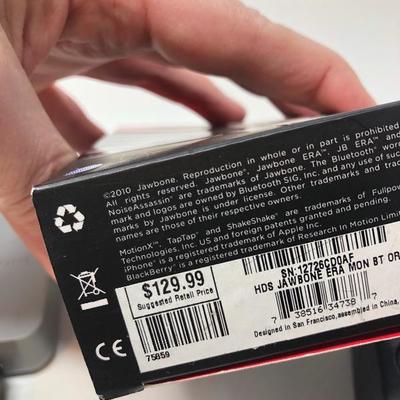 ©2010 Jawbone. Reproduction in whole or in part is prohibited.
All rights reserved. Jawbone®, Jawbone ERA™, JB ERA™ and
NoiseAssassin® are trademarks of Jawbone. The Bluetooth® word
mark and logos are owned by Bluetooth SIG, Inc. and any use of such
marks by Jawbone is under license. Other trademarks and trade
names are those of their respective owners.
MotionX™, Taptap and ShakeShake™ are trademarks of Fullpower
Technologies, Inc. US and foreign patents granted and pending.
iPhone® is a registered trademark of Apple Inc.
BlackBerry® is a registered trademark of Research In Motion Limited
$129.99
Suggested Retail Price
75859
SN:12726CD0AF
HDS JAWBONE ERA MON BT OR
7 38516 34738 7
Designed in San Francisco, assembled in China.
CE